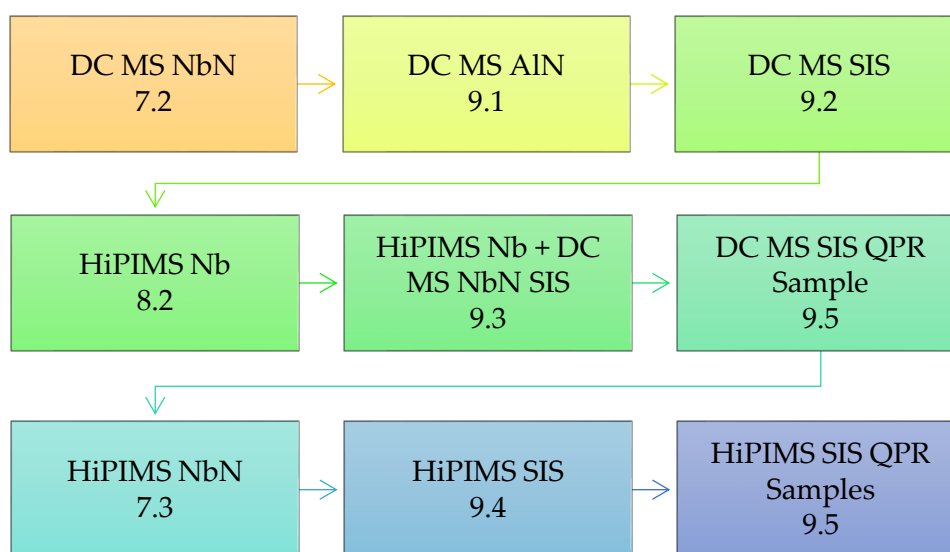 DC MS NbN
7.2
DC MS AlN
9.1
DC MS SIS
9.2
HiPIMS Nb
8.2
HiPIMS Nb + DC
MS NbN SIS
9.3
DC MS SIS QPR
Sample
9.5
HiPIMS NbN
7.3
HiPIMS SIS
9.4
HiPIMS SIS QPR
Samples
9.5